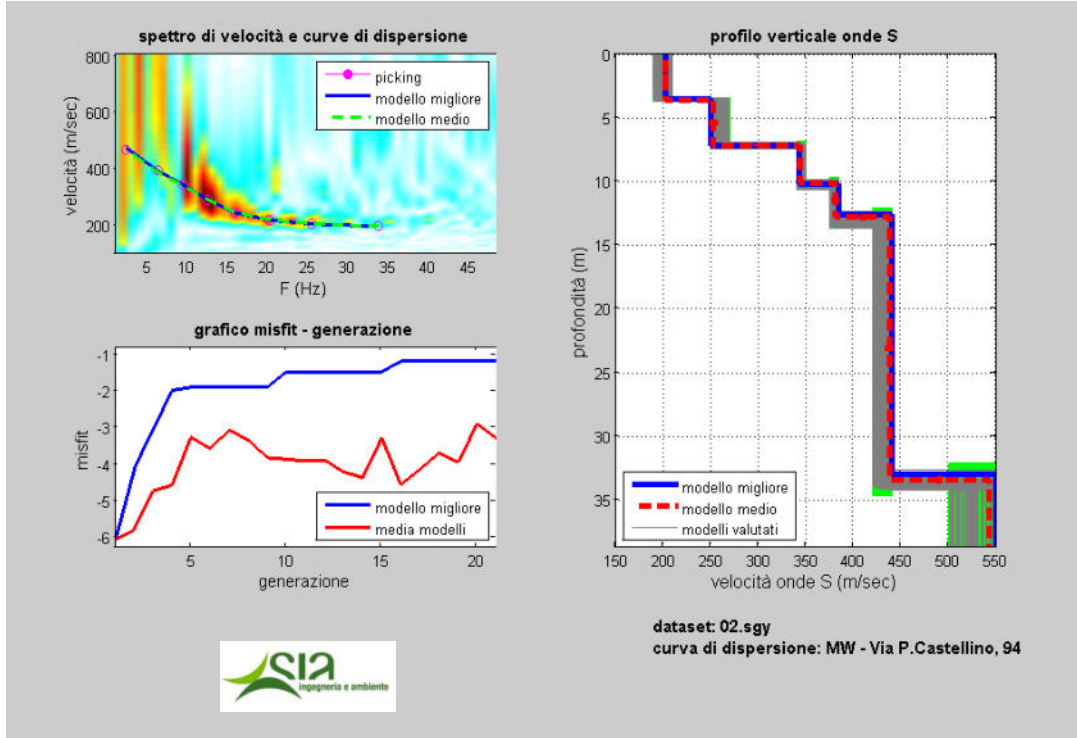 spettro di velocità e curve di dispersione
800
600
400
200
velocità (m/sec)
picking
modello migliore
modello medio
5 10 15 20 25 30 35 40 45
F (Hz)
grafico misfit - generazione
-1
-2
-3
-4
-5
-6
misfit
modello migliore
media modelli
5 10 15 20
generazione
profilo verticale onde S
0
5
10
15
20
25
30
35
profondità (m)
modello migliore
modello medio
modelli valutati
150 200 250 300 350 400 450 500 550
velocità onde S (m/sec)
dataset: 02.sgy
curva di dispersione: MW - Via P.Castellino, 94
SIA
ingegneria e ambiente